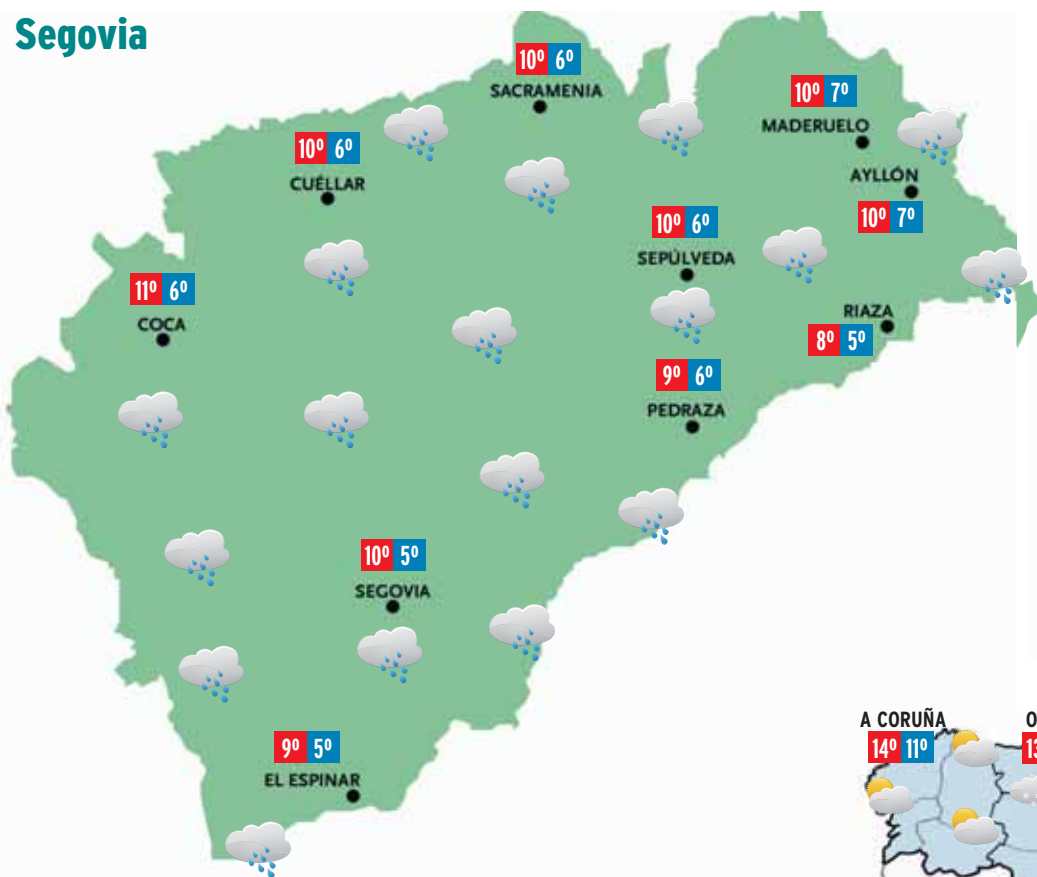 Segovia
10º 6º
SACRAMENIA
10º 7º
MADERUELO
10º 6º
CUÉLLAR
AYLLÓN
10º 7º
10º 6º
SEPÚLVEDA
11º 6º
COCA
RIAZA
8º 5º
9º 6º
PEDRAZA
10º 5º
SEGOVIA
9º 5º
EL ESPINAR
A CORUÑA
14º 11º
O
13